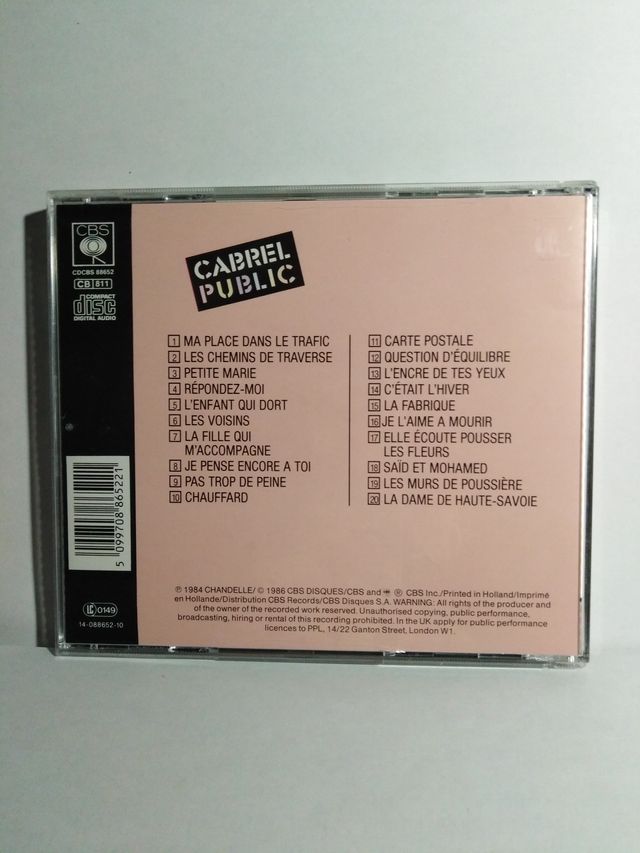 CBS
CDCBS 88652
CB 811
COMPACT
disc
DIGITAL AUDIO
CABREL
PUBLIC
1 MA PLACE DANS LE TRAFIC
2 LES CHEMINS DE TRAVERSE
3 PETITE MARIE
4 RÉPONDEZ-MOI
5 L'ENFANT QUI DORT
6 LES VOISINS
7 LA FILLE QUI
M'ACCOMPAGNE
8 JE PENSE ENCORE A TOI
9 PAS TROP DE PEINE
10 CHAUFFARD
11 CARTE POSTALE
12 QUESTION D'ÉQUILIBRE
13 L'ENCRE DE TES YEUX
14 C'ÉTAIT L'HIVER
15 LA FABRIQUE
16 JE L'AIME A MOURIR
17 ELLE ÉCOUTE POUSSER
LES FLEURS
18 SAÏD ET MOHAMED
19 LES MURS DE POUSSIÈRE
20 LA DAME DE HAUTE-SAVOIE
5 099708 865221
LC 0149
14-088652-10
℗ 1984 CHANDELLE/ © 1986 CBS DISQUES/CBS and ® CBS Inc./Printed in Holland/Imprimé
en Hollande/Distribution CBS Records/CBS Disques S.A. WARNING: All rights of the producer and
of the owner of the recorded work reserved. Unauthorised copying, public performance,
broadcasting, hiring or rental of this recording prohibited. In the UK apply for public performance
licences to PPL, 14/22 Ganton Street, London W1.